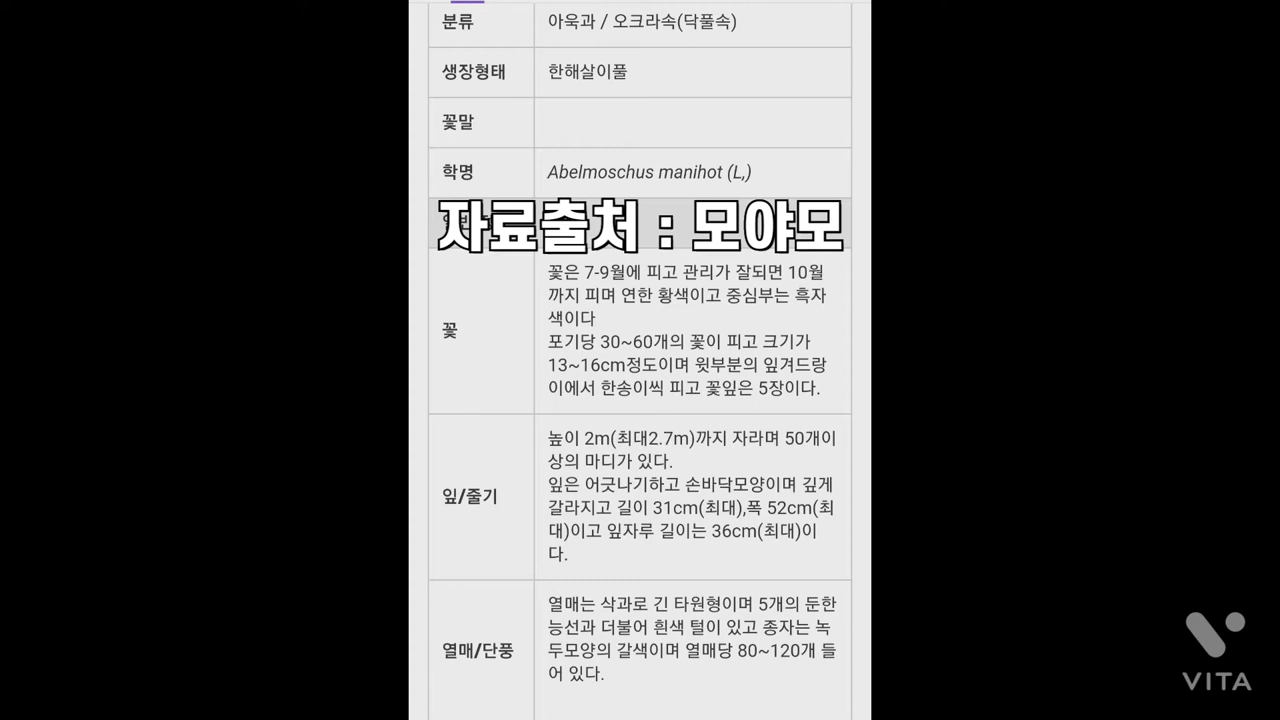 분류
아욱과 / 오크라속(닥풀속)
생장형태
한해살이풀
꽃말
학명
Abelmoschus manihot (L,)
자료출처 : 모야모
꽃
꽃은 7-9월에 피고 관리가 잘되면 10월
까지 피며 연한 황색이고 중심부는 흑자
색이다
포기당 30~60개의 꽃이 피고 크기가
13~16cm정도이며 윗부분의 잎겨드랑
이에서 한송이씩 피고 꽃잎은 5장이다.
잎/줄기
높이 2m(최대2.7m)까지 자라며 50개이
상의 마디가 있다.
잎은 어긋나기하고 손바닥모양이며 깊게
갈라지고 길이 31cm(최대),폭 52cm(최
대)이고 잎자루 길이는 36cm(최대)이
다.
열매/단풍
열매는 삭과로 긴 타원형이며 5개의 둔한
능선과 더불어 흰색 털이 있고 종자는 녹
두모양의 갈색이며 열매당 80~120개 들
어 있다.
VITA